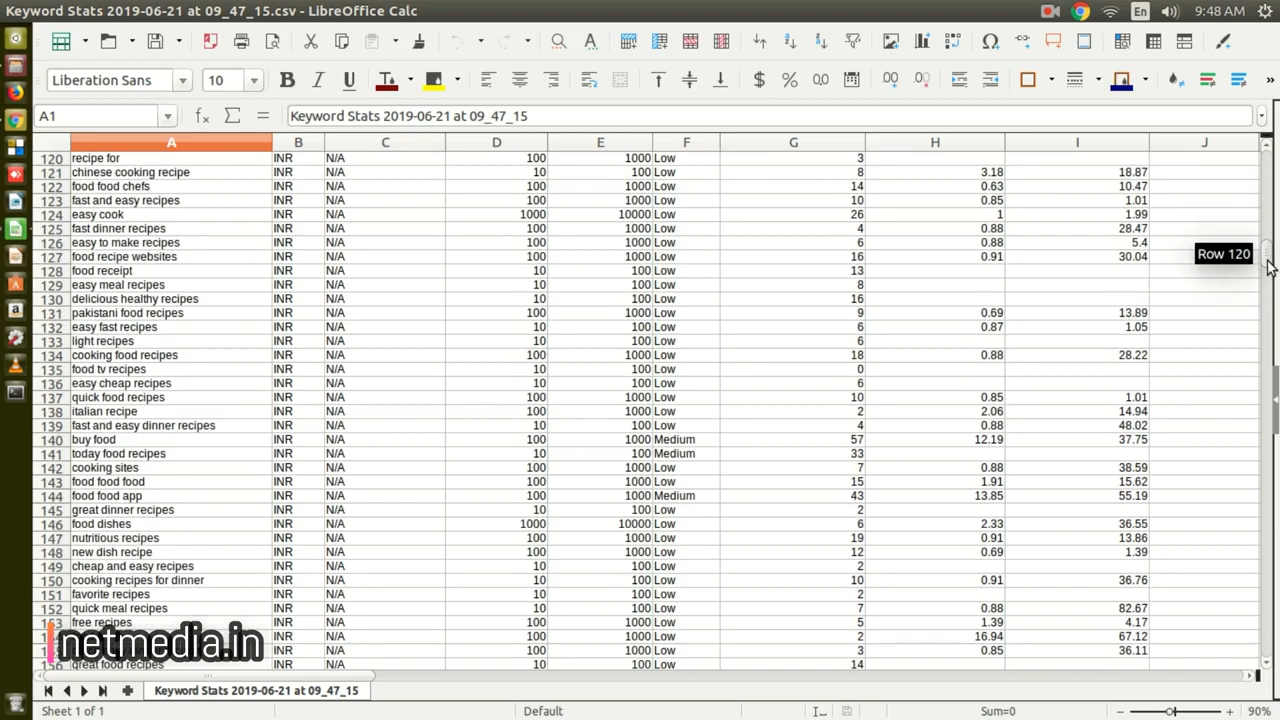 Keyword Stats 2019-06-21 at 09_47_15.csv - LibreOffice Calc
En
9:48 AM
Liberation Sans
10
A1
Keyword Stats 2019-06-21 at 09_47_15
A B C D E F G H I J
120 recipe for INR N/A 100 1000 Low 3
121 chinese cooking recipe INR N/A 10 100 Low 8 3.18 18.87
122 food food chefs INR N/A 100 1000 Low 14 0.63 10.47
123 fast and easy recipes INR N/A 100 1000 Low 10 0.85 1.01
124 easy cook INR N/A 1000 10000 Low 26 1 1.99
125 fast dinner recipes INR N/A 100 1000 Low 4 0.88 28.47
126 easy to make recipes INR N/A 100 1000 Low 6 0.88 5.4
127 food recipe websites INR N/A 100 1000 Low 16 0.91 30.04
Row 120
128 food receipt INR N/A 10 100 Low 13
129 easy meal recipes INR N/A 10 100 Low 8
130 delicious healthy recipes INR N/A 10 100 Low 16
131 pakistani food recipes INR N/A 100 1000 Low 9 0.69 13.89
132 easy fast recipes INR N/A 10 100 Low 6 0.87 1.05
133 light recipes INR N/A 10 100 Low 6
134 cooking food recipes INR N/A 100 1000 Low 18 0.88 28.22
135 food tv recipes INR N/A 10 100 Low 0
136 easy cheap recipes INR N/A 10 100 Low 6
137 quick food recipes INR N/A 100 1000 Low 10 0.85 1.01
138 italian recipe INR N/A 100 1000 Low 2 2.06 14.94
139 fast and easy dinner recipes INR N/A 10 100 Low 4 0.88 48.02
140 buy food INR N/A 100 1000 Medium 57 12.19 37.75
141 today food recipes INR N/A 10 100 Medium 33
142 cooking sites INR N/A 100 1000 Low 7 0.88 38.59
143 food food food INR N/A 100 1000 Low 15 1.91 15.62
144 food food app INR N/A 100 1000 Medium 43 13.85 55.19
145 great dinner recipes INR N/A 10 100 Low 2
146 food dishes INR N/A 1000 10000 Low 6 2.33 36.55
147 nutritious recipes INR N/A 100 1000 Low 19 0.91 13.86
148 new dish recipe INR N/A 100 1000 Low 12 0.69 1.39
149 cheap and easy recipes INR N/A 10 100 Low 2
150 cooking recipes for dinner INR N/A 10 100 Low 10 0.91 36.76
151 favorite recipes INR N/A 10 100 Low 2
152 quick meal recipes INR N/A 100 1000 Low 7 0.88 82.67
153 free recipes INR N/A 100 1000 Low 5 1.39 4.17
INR N/A 100 1000 Low 2 16.94 67.12
INR N/A 100 1000 Low 3 0.85 36.11
156 great food recipes INR N/A 10 100 Low 14
netmedia.in
Keyword Stats 2019-06-21 at 09_47_15
Sheet 1 of 1
Default
Sum=0
90%